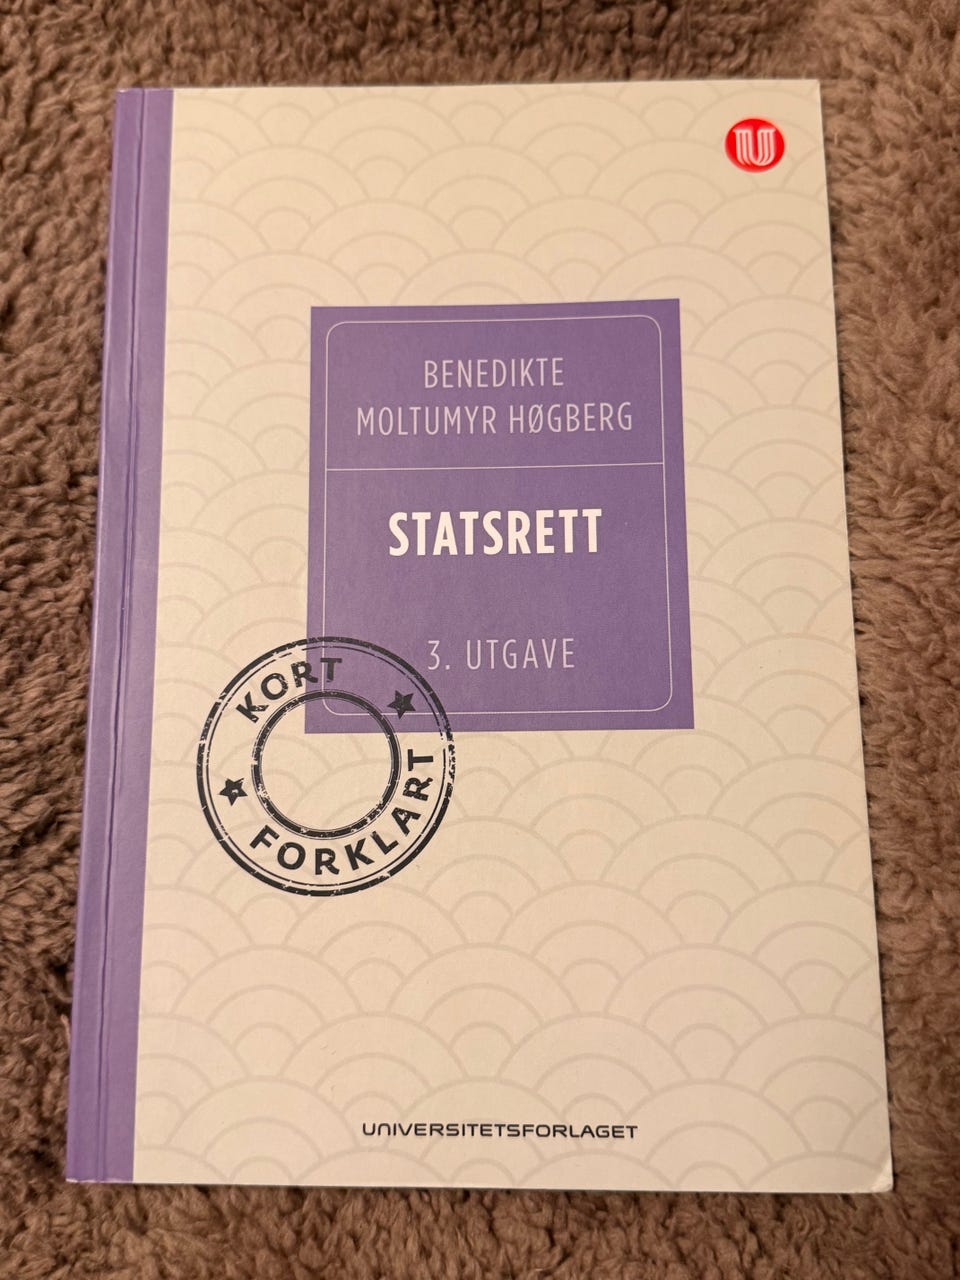 U
BENEDIKTE
MOLTUMYR HØGBERG
STATSRETT
3. UTGAVE
KORT
FORKLART
UNIVERSITETSFORLAGET